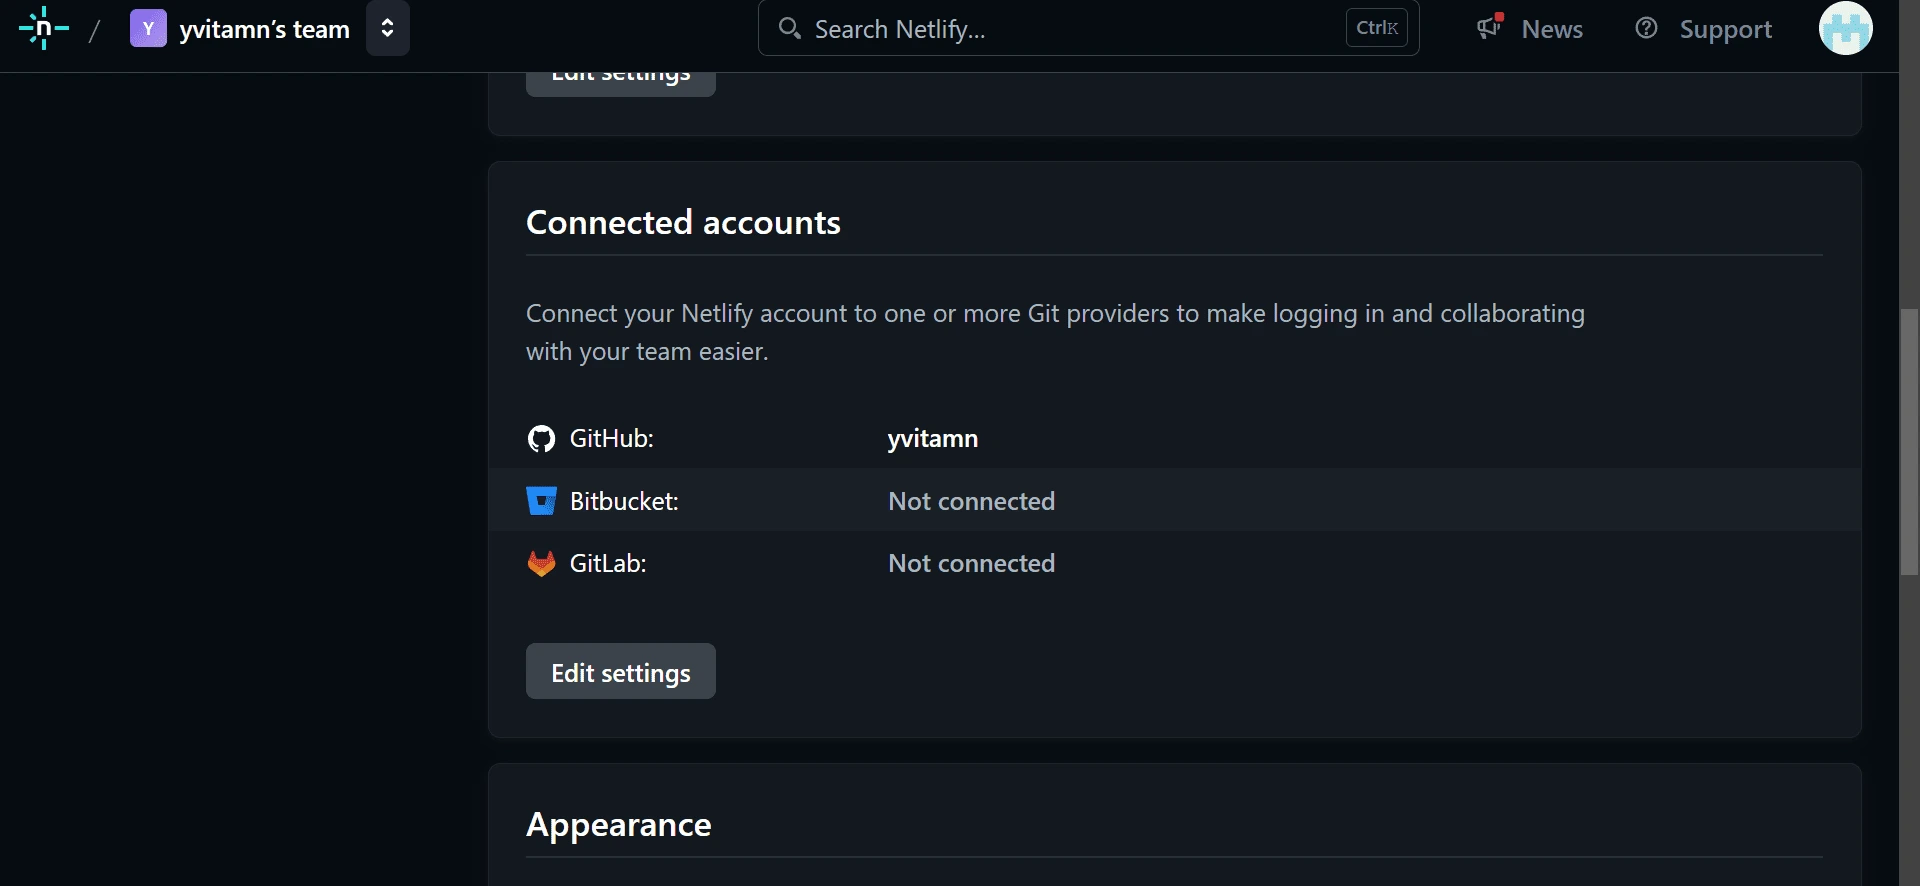 n / Y yvitamn’s team Search Netlify... CtrlK News Support
Edit settings
Connected accounts
Connect your Netlify account to one or more Git providers to make logging in and collaborating
with your team easier.
GitHub: yvitamn
Bitbucket: Not connected
GitLab: Not connected
Edit settings
Appearance